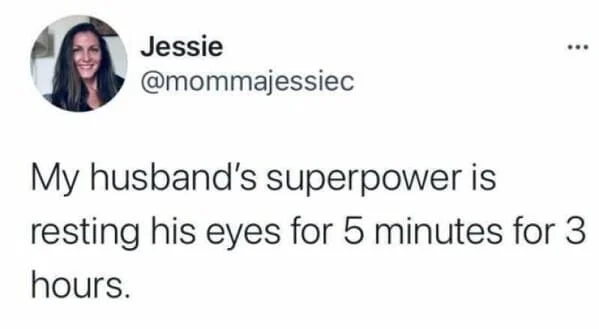 Jessie
@mommajessiec
My husband's superpower is
resting his eyes for 5 minutes for 3
hours.